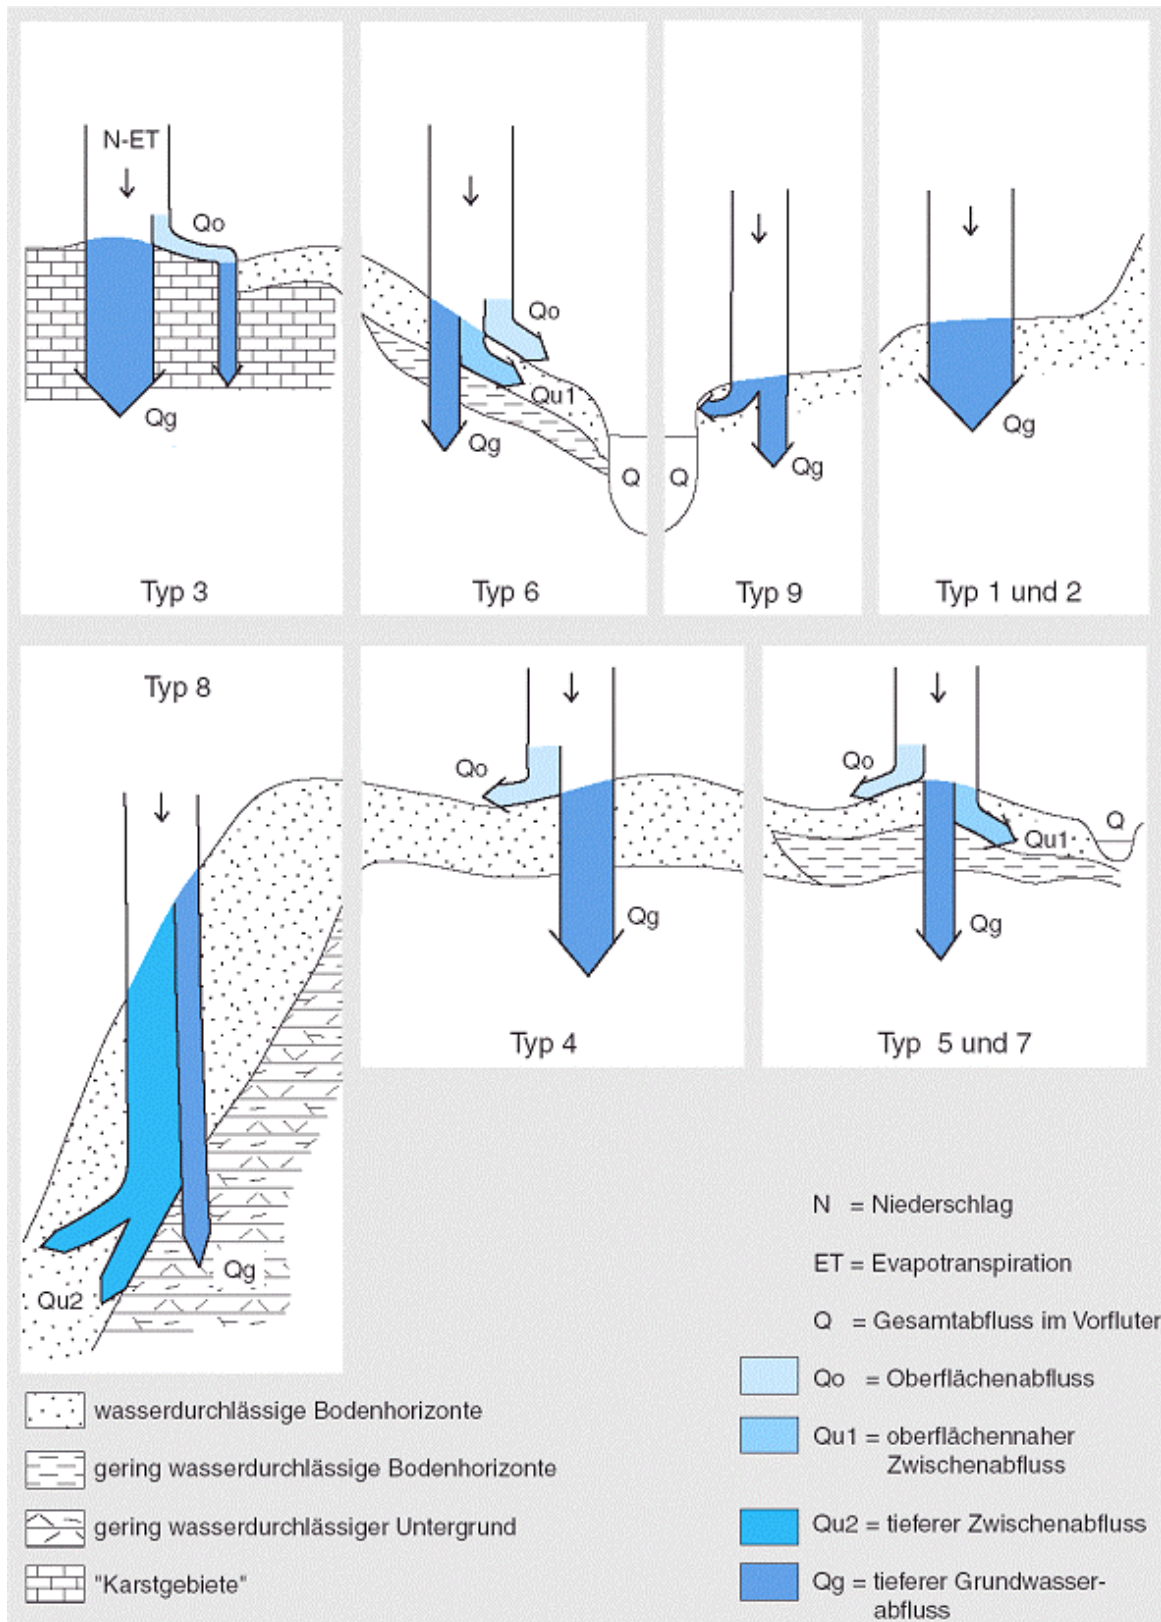 N-ET
Qo
Qg
Typ 3
Qo
Qu1
Qg
Q
Typ 6
Qg
Q
Typ 9
Qg
Typ 1 und 2
Typ 8
Qu2
Qg
Qo
Qg
Typ 4
Qo
Qu1
Q
Qg
Typ 5 und 7
N = Niederschlag
ET = Evapotranspiration
Q = Gesamtabfluss im Vorfluter
Qo = Oberflächenabfluss
Qu1 = oberflächennaher
Zwischenabfluss
Qu2 = tieferer Zwischenabfluss
Qg = tieferer Grundwasser-
abfluss
wasserdurchlässige Bodenhorizonte
gering wasserdurchlässige Bodenhorizonte
gering wasserdurchlässiger Untergrund
"Karstgebiete"